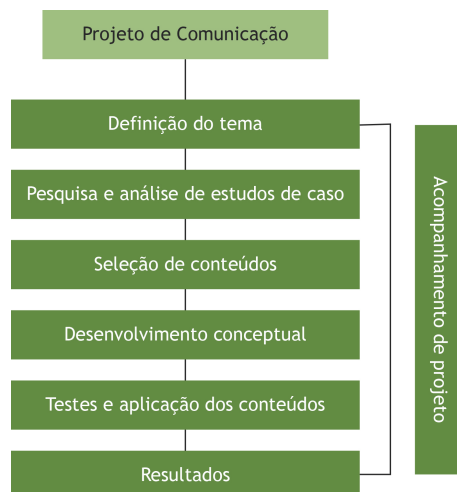 Projeto de Comunicação
Definição do tema
Pesquisa e análise de estudos de caso
Seleção de conteúdos
Desenvolvimento conceptual
Testes e aplicação dos conteúdos
Resultados
Acompanhamento de projeto